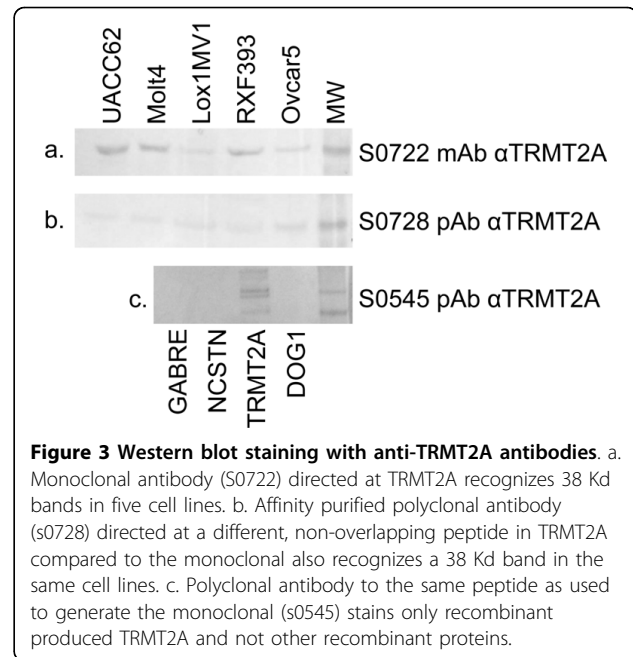 UACC62
Molt4
Lox1MV1
RXF393
Ovcar5
MW
a.
S0722 mAb αTRMT2A
b.
S0728 pAb αTRMT2A
c.
S0545 pAb αTRMT2A
GABRE
NCSTN
TRMT2A
DOG1
Figure 3 Western blot staining with anti-TRMT2A antibodies. a.
Monoclonal antibody (S0722) directed at TRMT2A recognizes 38 Kd
bands in five cell lines. b. Affinity purified polyclonal antibody
(s0728) directed at a different, non-overlapping peptide in TRMT2A
compared to the monoclonal also recognizes a 38 Kd band in the
same cell lines. c. Polyclonal antibody to the same peptide as used
to generate the monoclonal (s0545) stains only recombinant
produced TRMT2A and not other recombinant proteins.